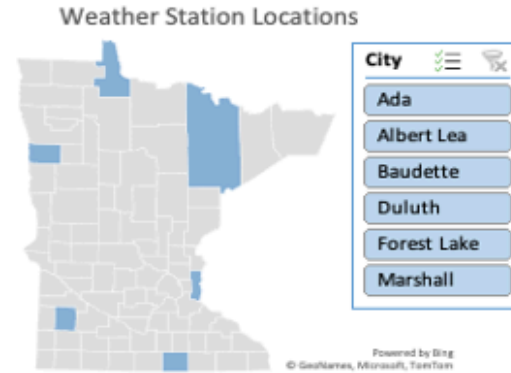 Weather Station Locations
City
Ada
Albert Lea
Baudette
Duluth
Forest Lake
Marshall
Powered by Bing
© GeoNames, Microsoft, TomTom